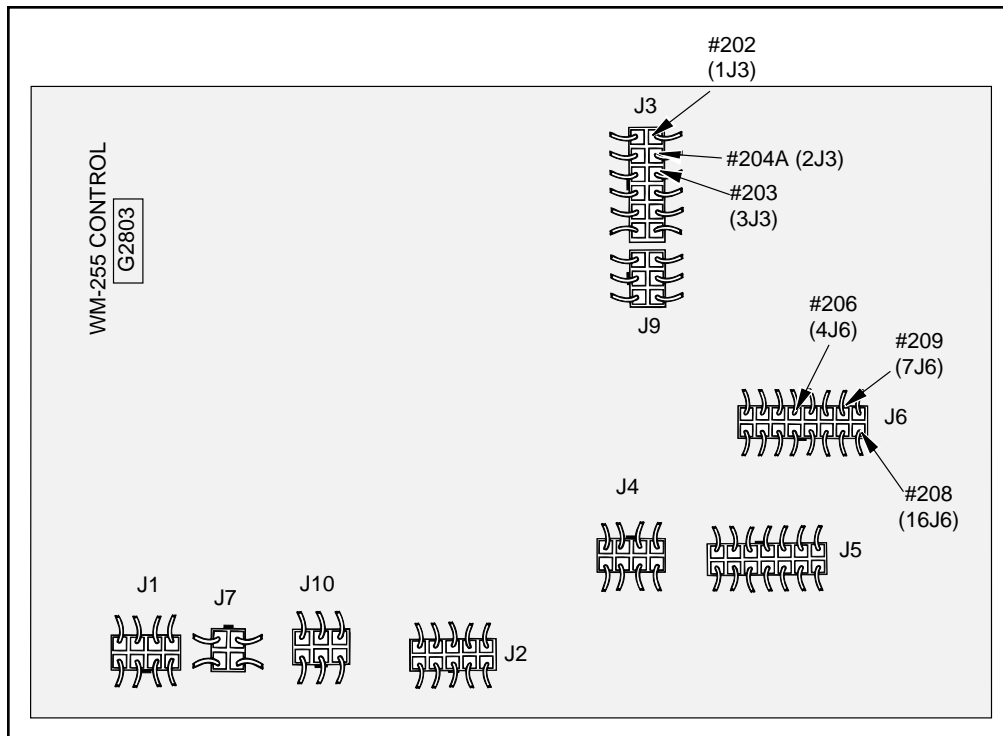 #202
(1J3)
J3
#204A (2J3)
#203
(3J3)
WM-255 CONTROL
G2803
J9
#206
(4J6)
#209
(7J6)
J6
#208
(16J6)
J4
J5
J1
J7
J10
J2